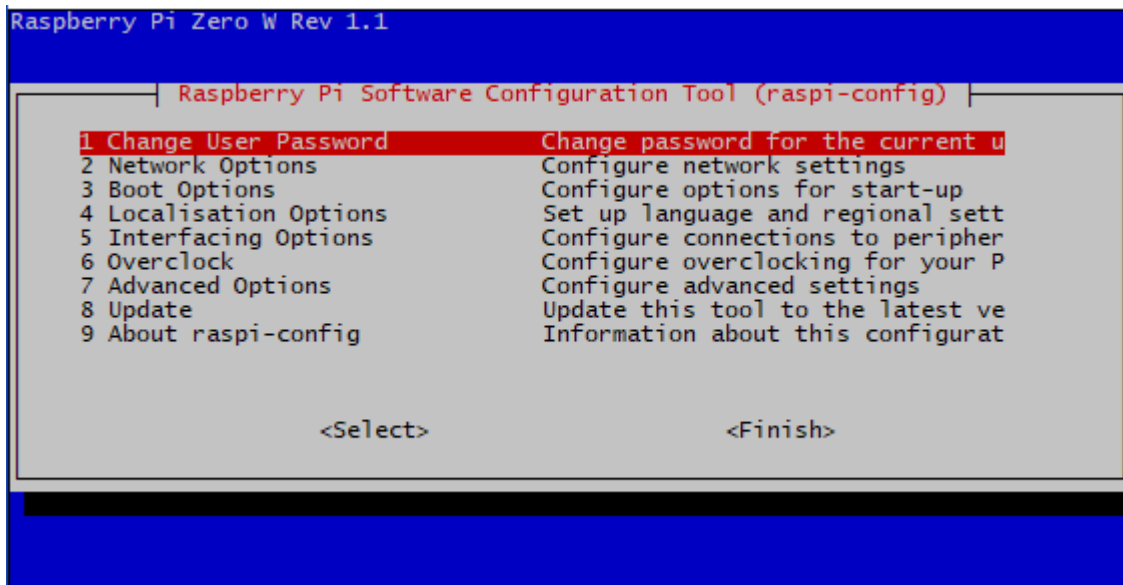 Raspberry Pi Zero W Rev 1.1
Raspberry Pi Software Configuration Tool (raspi-config)
1 Change User Password Change password for the current u
2 Network Options Configure network settings
3 Boot Options Configure options for start-up
4 Localisation Options Set up language and regional sett
5 Interfacing Options Configure connections to peripher
6 Overclock Configure overclocking for your P
7 Advanced Options Configure advanced settings
8 Update Update this tool to the latest ve
9 About raspi-config Information about this configurat
<Select> <Finish>